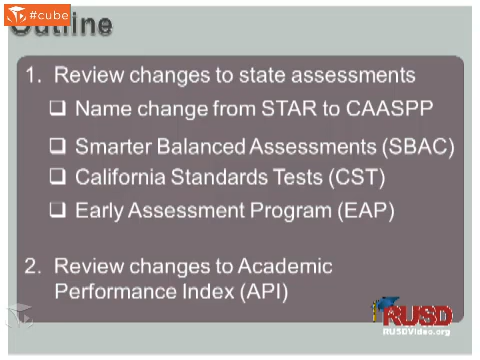 #cube
Outline
1. Review changes to state assessments
❑ Name change from STAR to CAASPP
❑ Smarter Balanced Assessments (SBAC)
❑ California Standards Tests (CST)
❑ Early Assessment Program (EAP)
2. Review changes to Academic
Performance Index (API)
RUSD
RUSDVideo.org